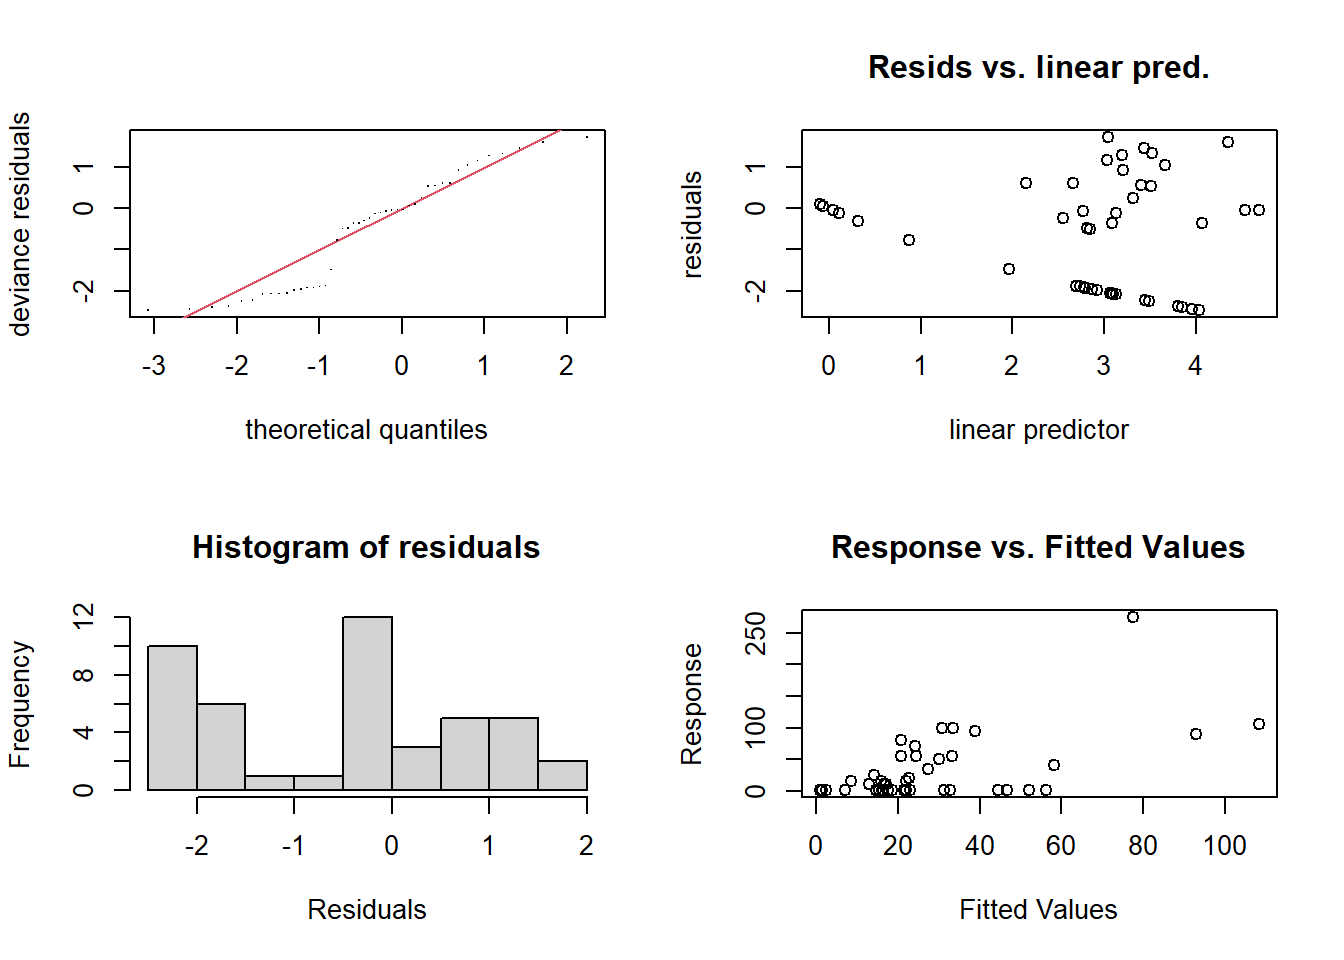 deviance residuals
1
0
-2
-3 -2 -1 0 1 2
theoretical quantiles
Resids vs. linear pred.
residuals
1
0
-2
0 1 2 3 4
linear predictor
Histogram of residuals
Frequency
12
8
4
0
-2 -1 0 1 2
Residuals
Response vs. Fitted Values
Response
250
100
0
0 20 40 60 80 100
Fitted Values